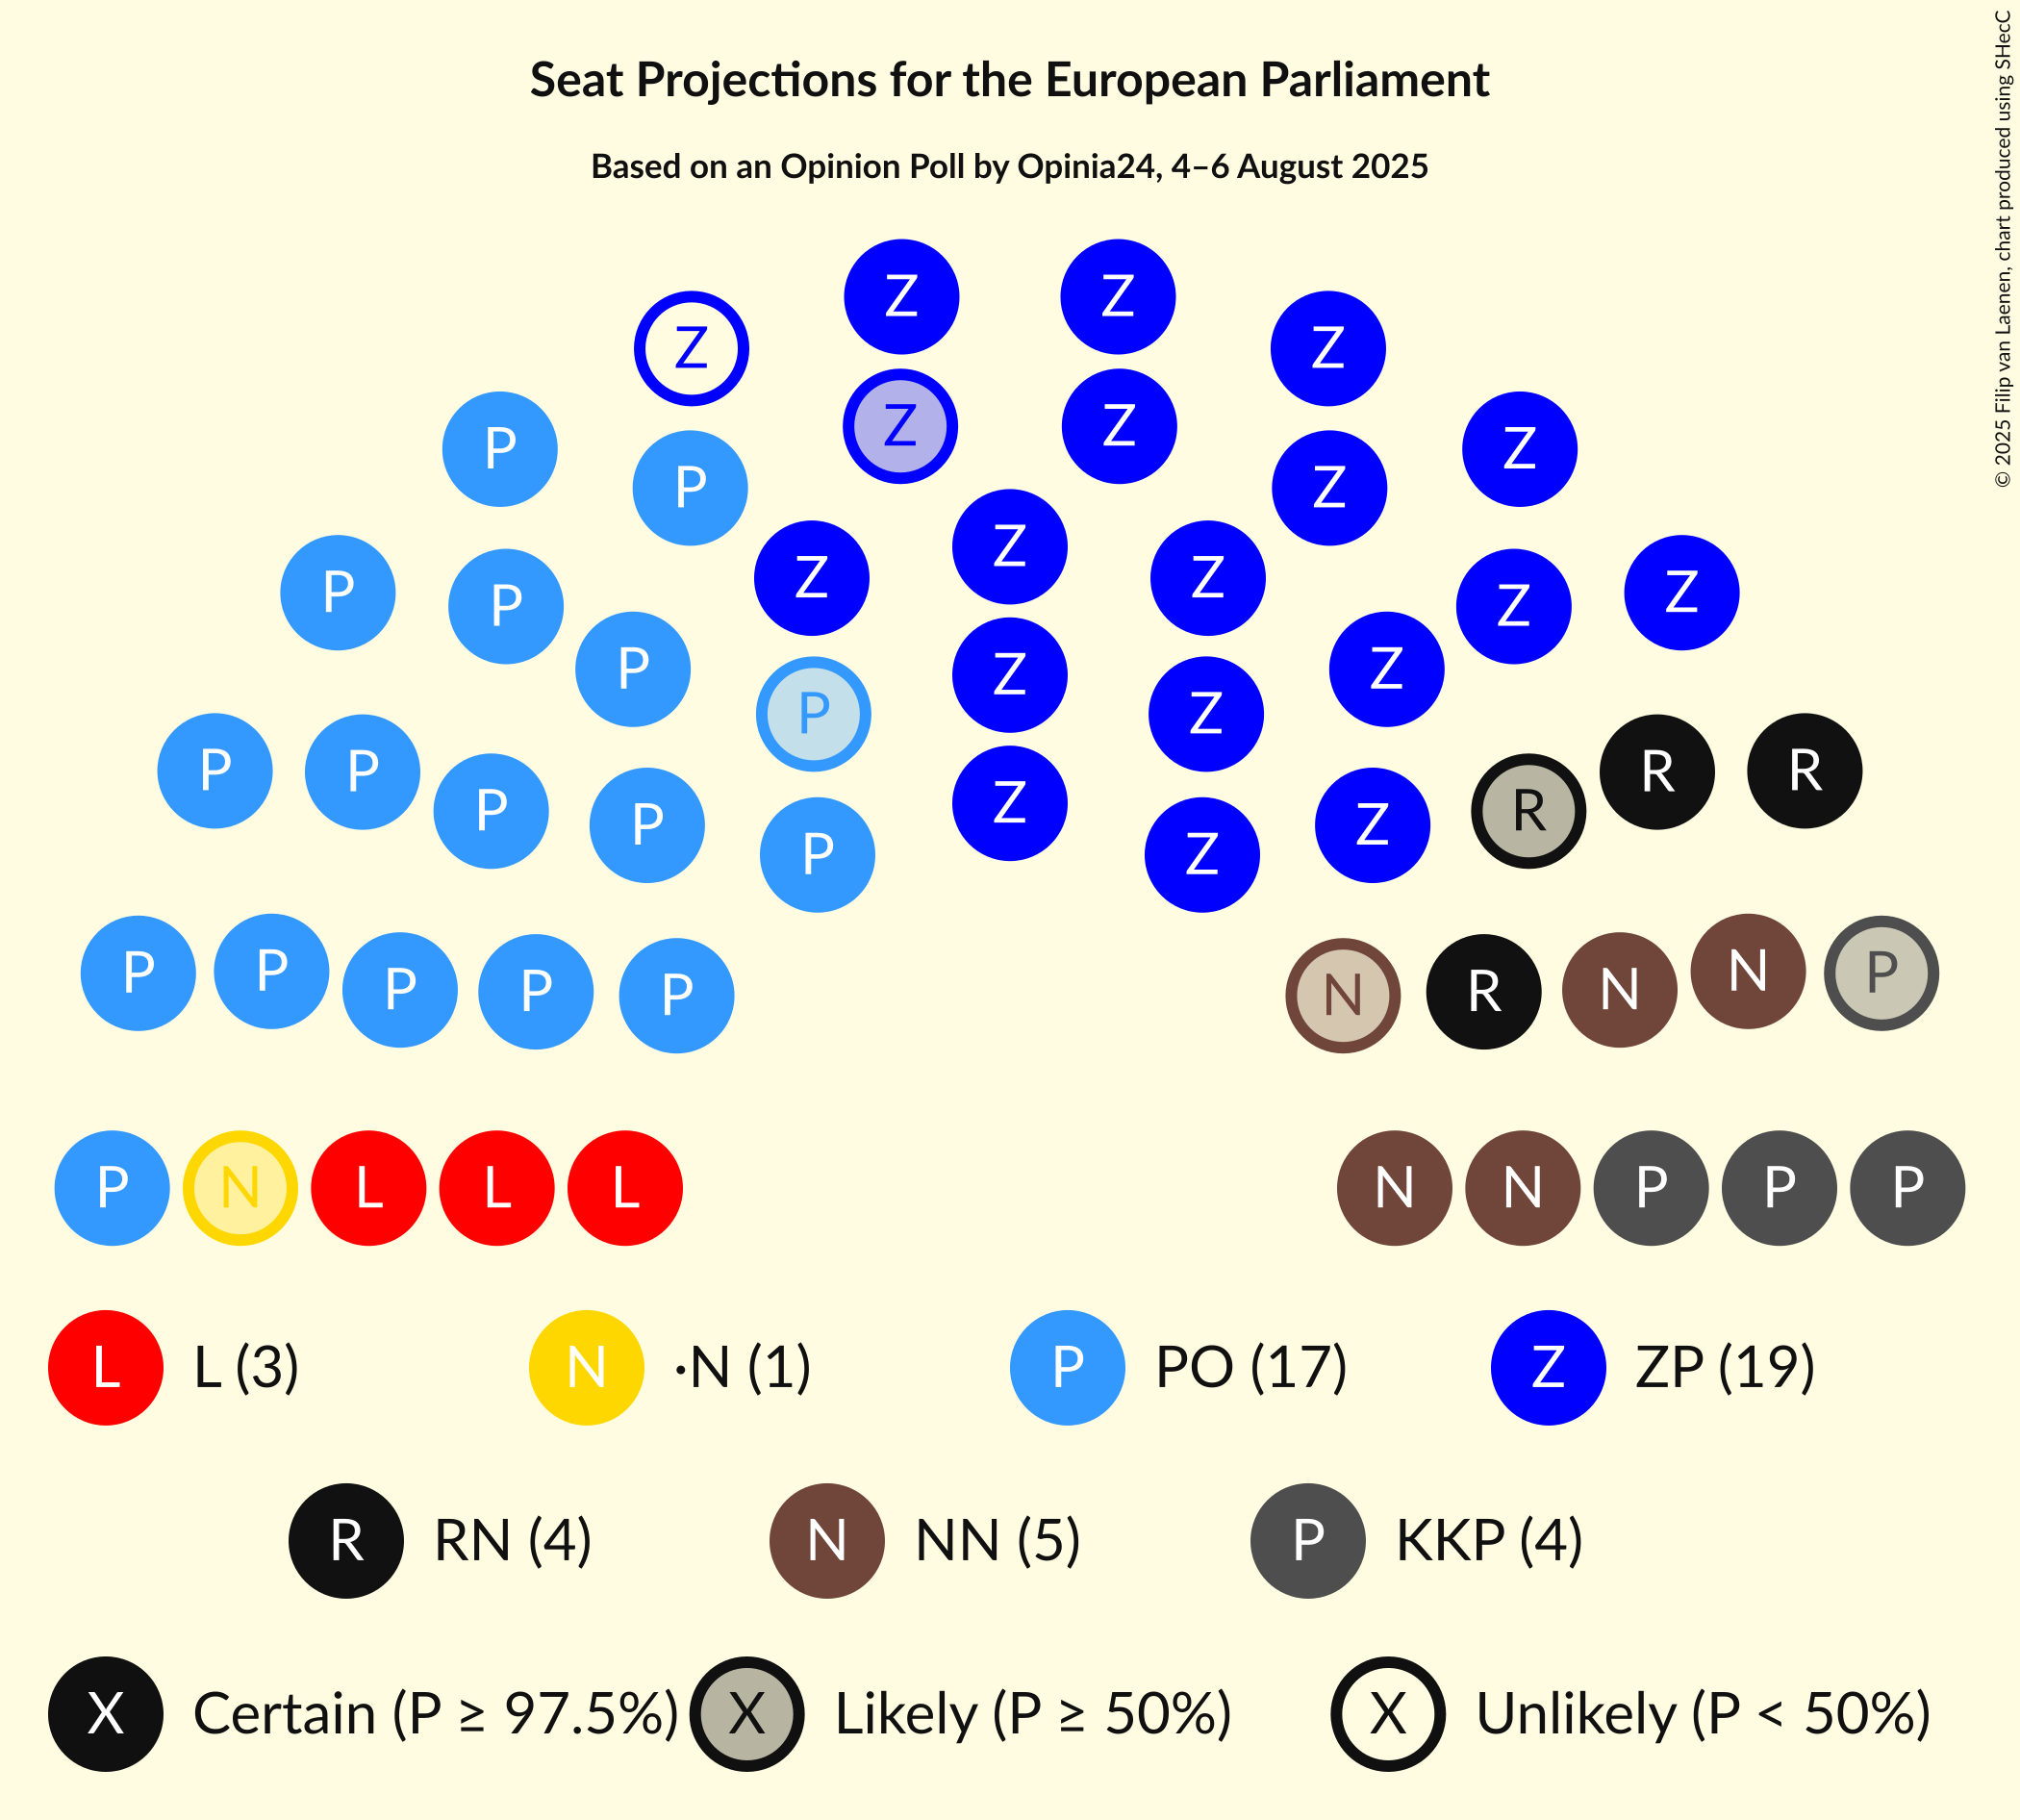 Seat Projections for the European Parliament
Based on an Opinion Poll by Opinia24, 4–6 August 2025
© 2025 Filip van Laenen, chart produced using SHecC
Z Z
Z Z
Z Z
P Z
P Z Z
Z
Z Z
P P Z Z
P Z
P Z
P P
Z
P Z
P P R R
Z
P R
P Z
P Z
P P N P
P P P N R N
P N L L L N N P P P
L L (3) N ·N (1) P PO (17) Z ZP (19)
R RN (4) N NN (5) P KKP (4)
X Certain (P ≥ 97.5%) X Likely (P ≥ 50%) X Unlikely (P < 50%)